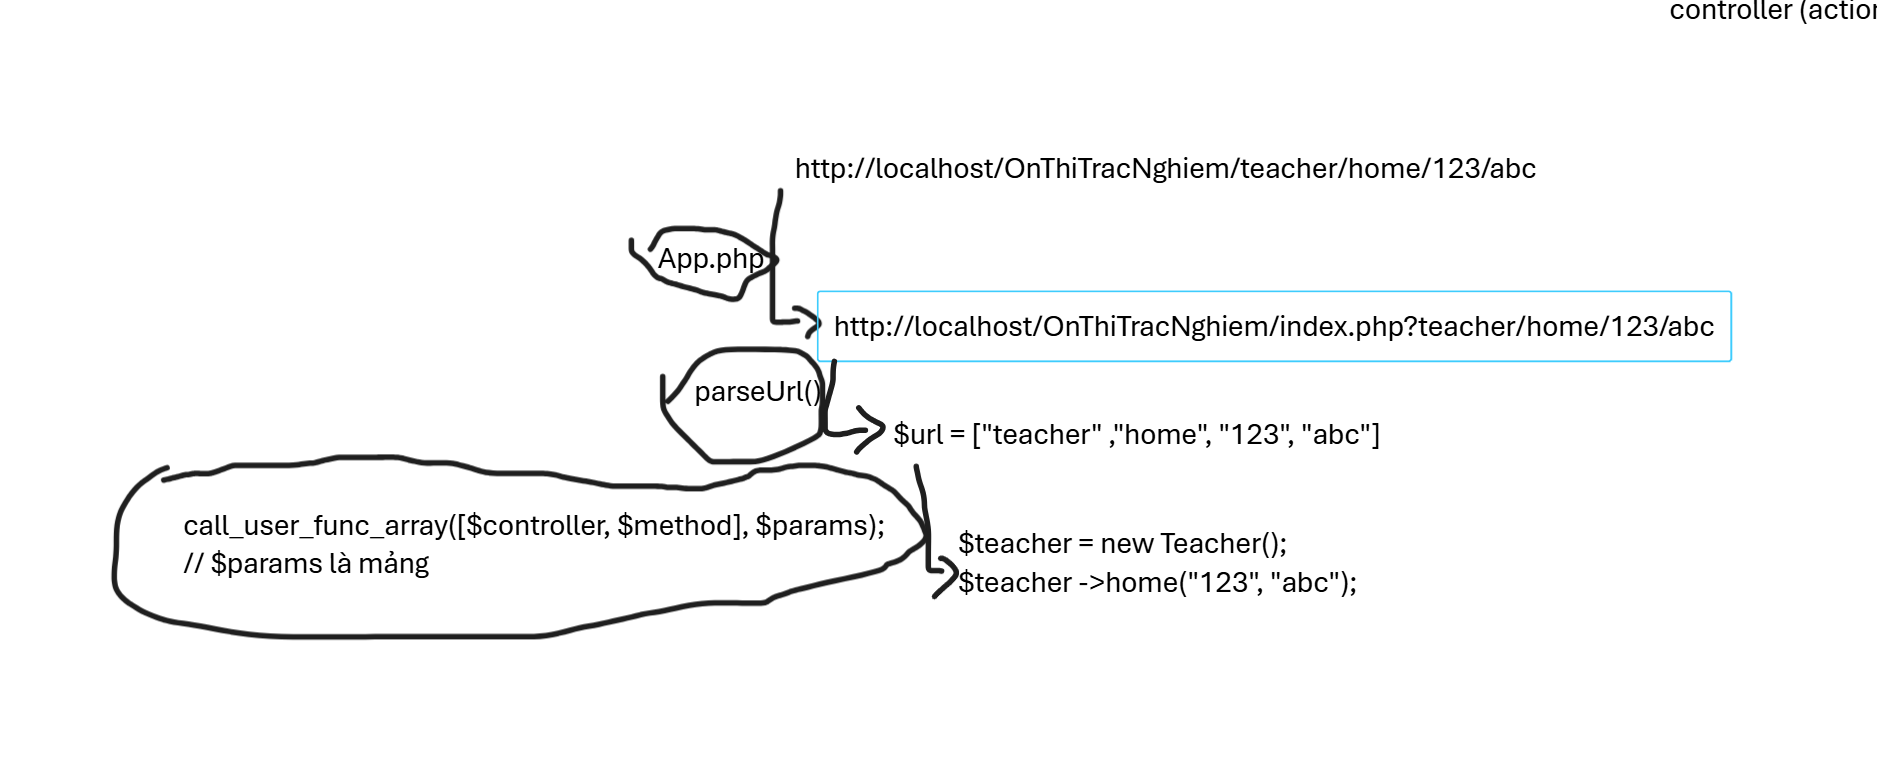 controller (action
http://localhost/OnThiTracNghiem/teacher/home/123/abc
App.php
http://localhost/OnThiTracNghiem/index.php?teacher/home/123/abc
parseUrl()
$url = ["teacher" ,"home", "123", "abc"]
call_user_func_array([$controller, $method], $params);
// $params là mảng
$teacher = new Teacher();
$teacher ->home("123", "abc");